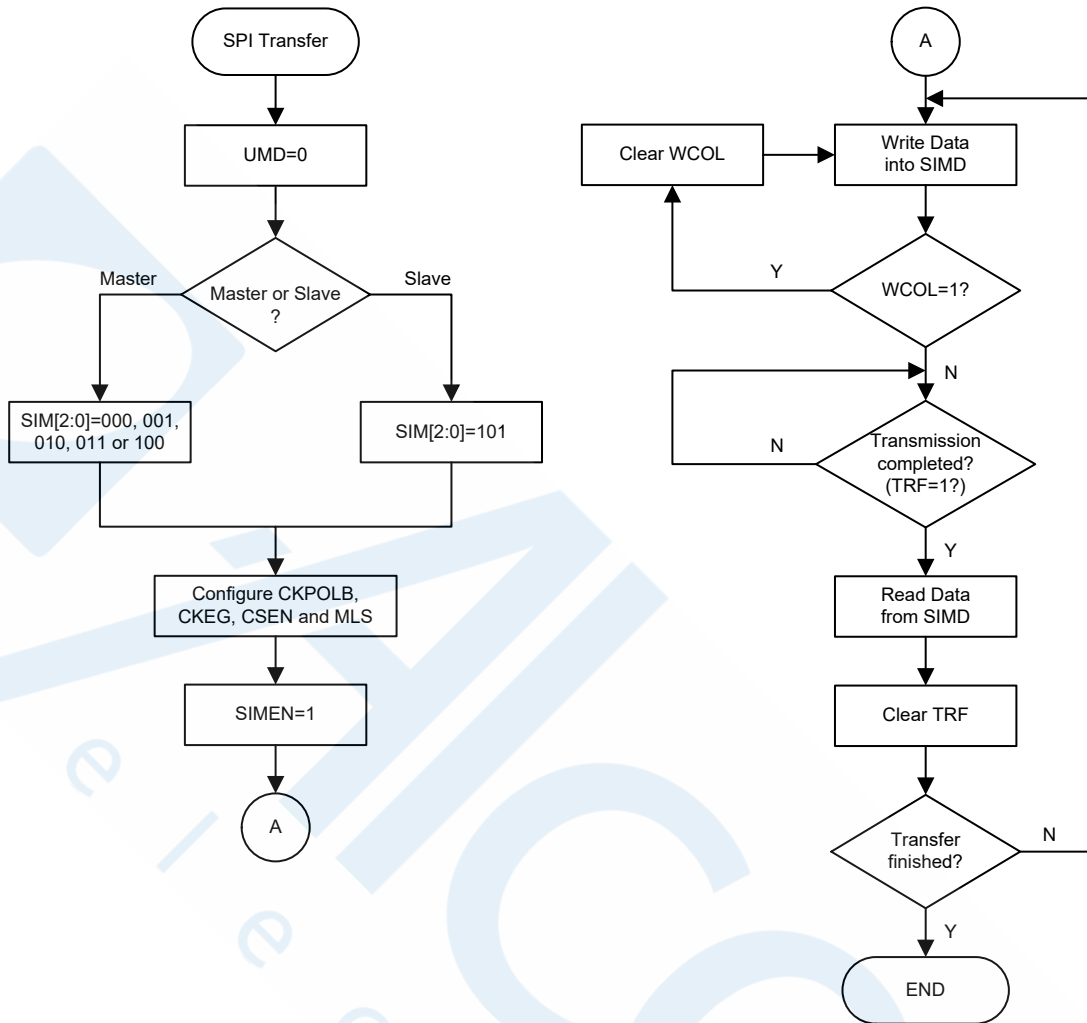 SPI Transfer
UMD=0
Master
Master or Slave
?
Slave
SIM[2:0]=000, 001,
010, 011 or 100
SIM[2:0]=101
Configure CKPOLB,
CKEG, CSEN and MLS
SIMEN=1
A
A
Clear WCOL
Write Data
into SIMD
Y
WCOL=1?
N
N
Transmission
completed?
(TRF=1?)
Y
Read Data
from SIMD
Clear TRF
Transfer
finished?
N
Y
END